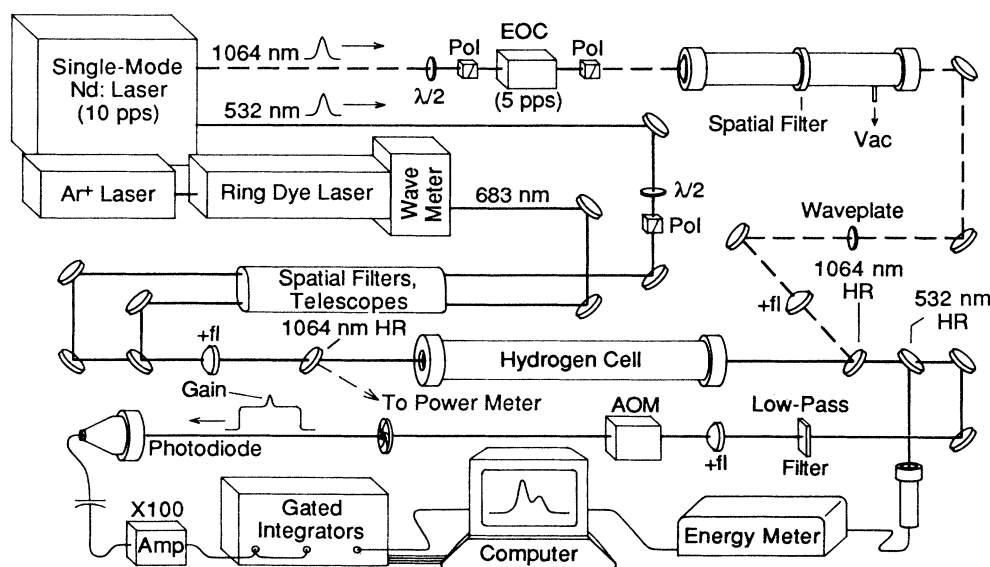 EOC
1064 nm
Pol
Pol
Single-Mode
Nd: Laser
(10 pps)
λ/2
(5 pps)
532 nm
Spatial Filter
Vac
Ar+ Laser
Ring Dye Laser
Wave
Meter
683 nm
λ/2
Pol
Waveplate
1064 nm
HR
532 nm
HR
Spatial Filters,
Telescopes
+fl
+fl
1064 nm HR
Hydrogen Cell
Gain
To Power Meter
AOM
Low-Pass
Photodiode
+fl
Filter
X100
Amp
Gated
Integrators
Computer
Energy Meter